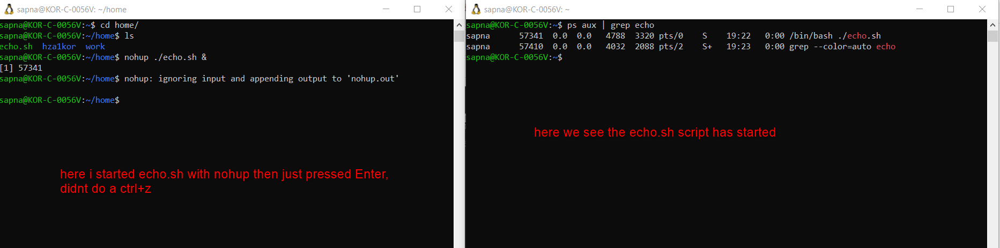 sapna@KOR-C-0056V: ~/home
sapna@KOR-C-0056V:~$ cd home/
sapna@KOR-C-0056V:~/home$ ls
echo.sh  hza1kor  work
sapna@KOR-C-0056V:~/home$ nohup ./echo.sh &
[1] 57341
sapna@KOR-C-0056V:~/home$ nohup: ignoring input and appending output to 'nohup.out'
sapna@KOR-C-0056V:~/home$
here i started echo.sh with nohup then just pressed Enter,
didnt do a ctrl+z
sapna@KOR-C-0056V: ~
sapna@KOR-C-0056V:~$ ps aux | grep echo
sapna      57341  0.0  0.0   4788  3320 pts/0    S    19:22   0:00 /bin/bash ./echo.sh
sapna      57410  0.0  0.0   4032  2088 pts/2    S+   19:23   0:00 grep --color=auto echo
sapna@KOR-C-0056V:~$
here we see the echo.sh script has started